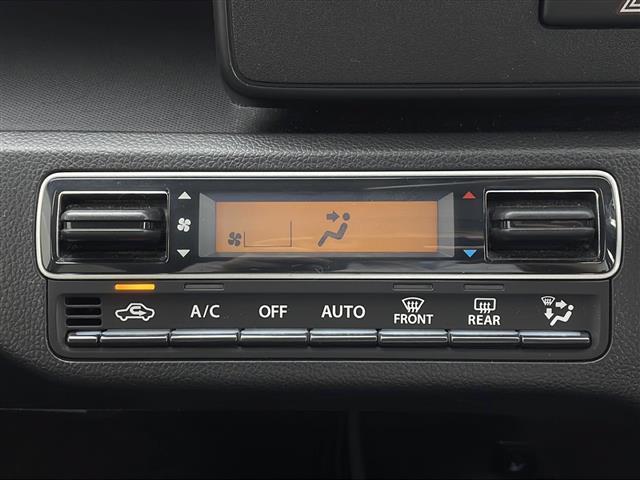 A/C OFF AUTO FRONT REAR